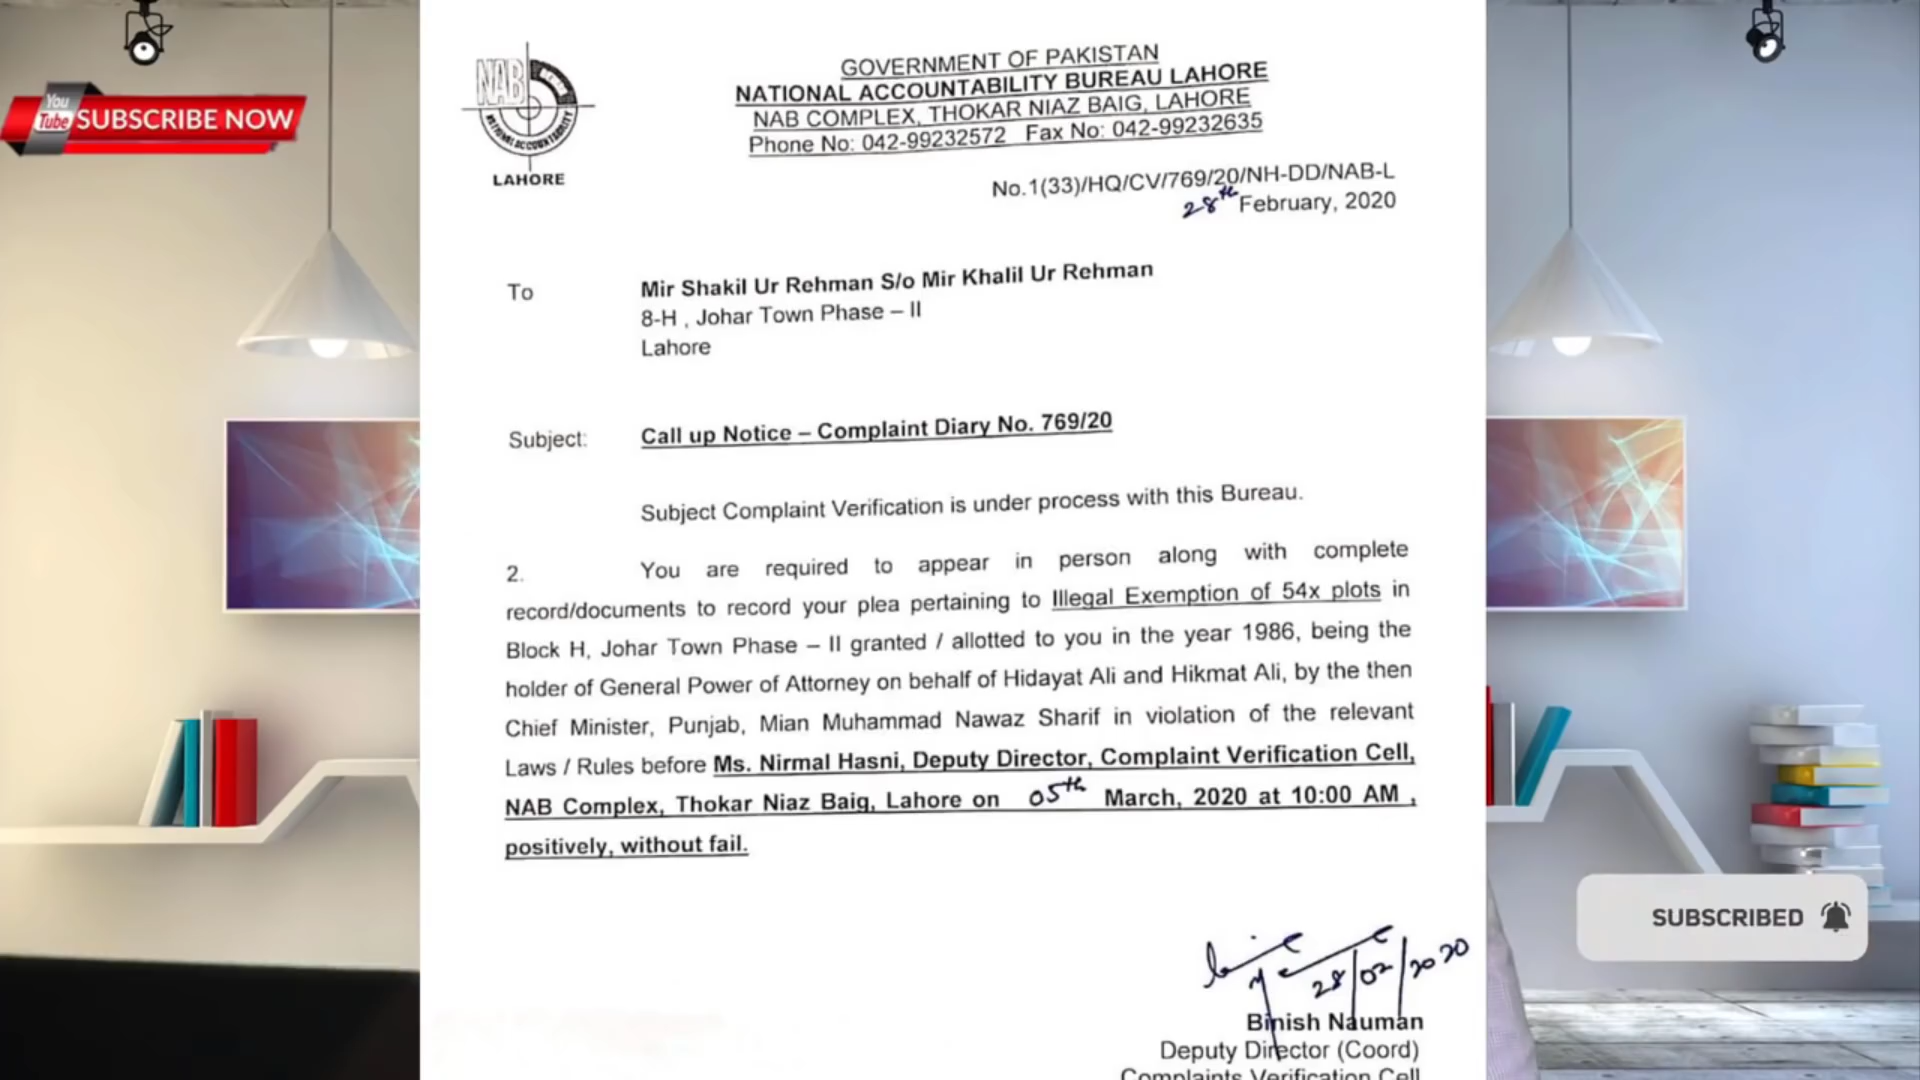 You
Tube
SUBSCRIBE NOW
NAB
NATIONAL ACCOUNTABILITY
LAHORE
GOVERNMENT OF PAKISTAN
NATIONAL ACCOUNTABILITY BUREAU LAHORE
NAB COMPLEX, THOKAR NIAZ BAIG, LAHORE
Phone No: 042-99232572 Fax No: 042-99232635
No.1(33)/HQ/CV/769/20/NH-DD/NAB-L
28th February, 2020
To
Mir Shakil Ur Rehman S/o Mir Khalil Ur Rehman
8-H , Johar Town Phase – II
Lahore
Subject: Call up Notice – Complaint Diary No. 769/20
Subject Complaint Verification is under process with this Bureau.
2. You are required to appear in person along with complete
record/documents to record your plea pertaining to Illegal Exemption of 54x plots in
Block H, Johar Town Phase – II granted / allotted to you in the year 1986, being the
holder of General Power of Attorney on behalf of Hidayat Ali and Hikmat Ali, by the then
Chief Minister, Punjab, Mian Muhammad Nawaz Sharif in violation of the relevant
Laws / Rules before Ms. Nirmal Hasni, Deputy Director, Complaint Verification Cell,
NAB Complex, Thokar Niaz Baig, Lahore on 05th March, 2020 at 10:00 AM ,
positively, without fail.
28/02/2020
Binish Nauman
Deputy Director (Coord)
Complaints Verification Cell
SUBSCRIBED